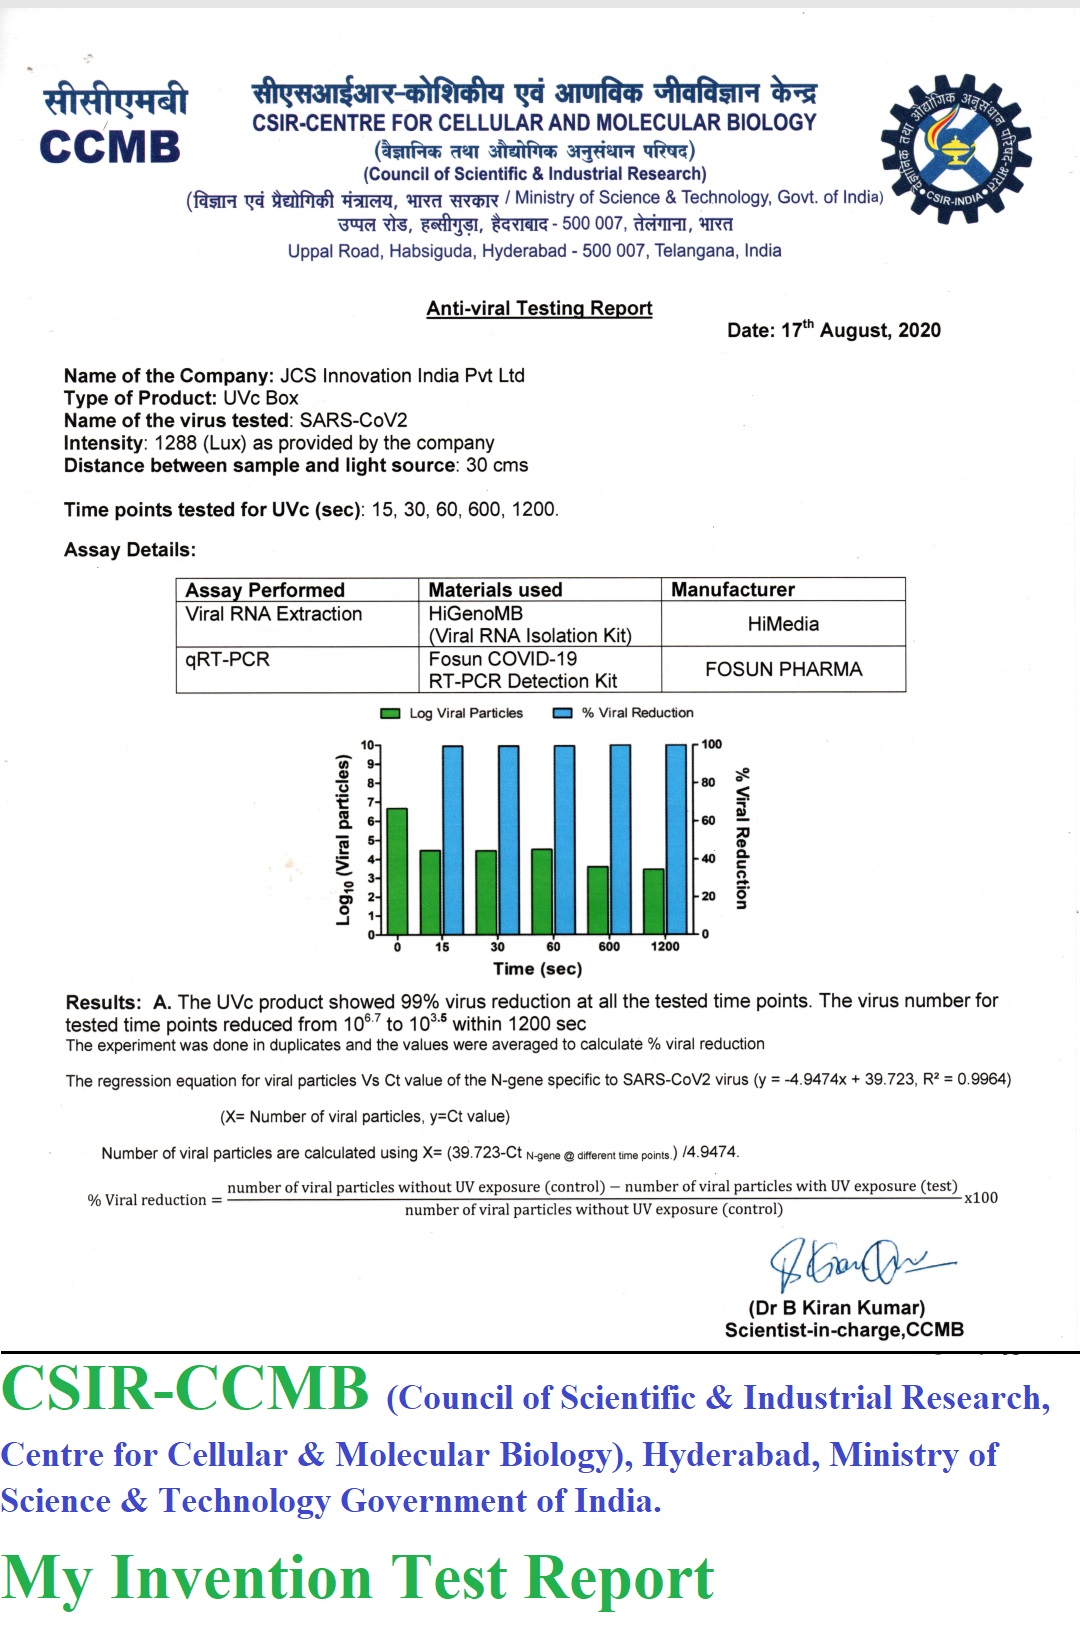 सीसीएमबी
CCMB
सीएसआईआर-कोशिकीय एवं आणविक जीवविज्ञान केन्द्र
CSIR-CENTRE FOR CELLULAR AND MOLECULAR BIOLOGY
(वैज्ञानिक तथा औद्योगिक अनुसंधान परिषद)
(Council of Scientific & Industrial Research)
(विज्ञान एवं प्रौद्योगिकी मंत्रालय, भारत सरकार / Ministry of Science & Technology, Govt. of India)
उप्पल रोड, हब्सीगुड़ा, हैदराबाद - 500 007, तेलंगाना, भारत
Uppal Road, Habsiguda, Hyderabad - 500 007, Telangana, India
वैज्ञानिक तथा औद्योगिक अनुसंधान परिषद-भारत
CSIR-INDIA
Anti-viral Testing Report
Date: 17th August, 2020
Name of the Company: JCS Innovation India Pvt Ltd
Type of Product: UVc Box
Name of the virus tested: SARS-CoV2
Intensity: 1288 (Lux) as provided by the company
Distance between sample and light source: 30 cms
Time points tested for UVc (sec): 15, 30, 60, 600, 1200.
Assay Details:
Assay Performed Materials used Manufacturer
Viral RNA Extraction HiGenoMB
(Viral RNA Isolation Kit) HiMedia
qRT-PCR Fosun COVID-19
RT-PCR Detection Kit FOSUN PHARMA
Log Viral Particles % Viral Reduction
Log10 (Viral particles)
10
9
8
7
6
5
4
3
2
1
0
100
80
60
40
20
0
% Viral Reduction
0 15 30 60 600 1200
Time (sec)
Results: A. The UVc product showed 99% virus reduction at all the tested time points. The virus number for
tested time points reduced from 10^6.7 to 10^3.5 within 1200 sec
The experiment was done in duplicates and the values were averaged to calculate % viral reduction
The regression equation for viral particles Vs Ct value of the N-gene specific to SARS-CoV2 virus (y = -4.9474x + 39.723, R² = 0.9964)
(X= Number of viral particles, y=Ct value)
Number of viral particles are calculated using X= (39.723-Ct N-gene @ different time points.) /4.9474.
% Viral reduction = number of viral particles without UV exposure (control) − number of viral particles with UV exposure (test) x100
number of viral particles without UV exposure (control)
(Dr B Kiran Kumar)
Scientist-in-charge,CCMB
CSIR-CCMB (Council of Scientific & Industrial Research,
Centre for Cellular & Molecular Biology), Hyderabad, Ministry of
Science & Technology Government of India.
My Invention Test Report